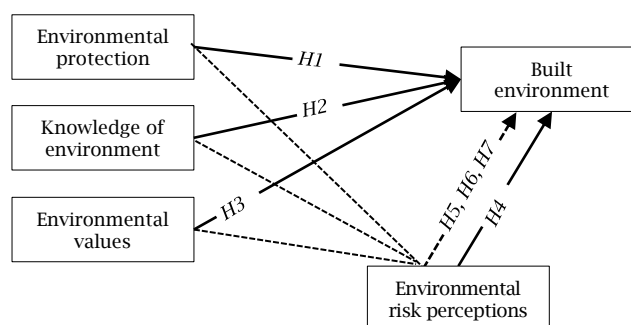 Environmental
protection
H1
Built
environment
Knowledge of
environment
H2
Environmental
values
H3
H5, H6, H7
H4
Environmental
risk perceptions